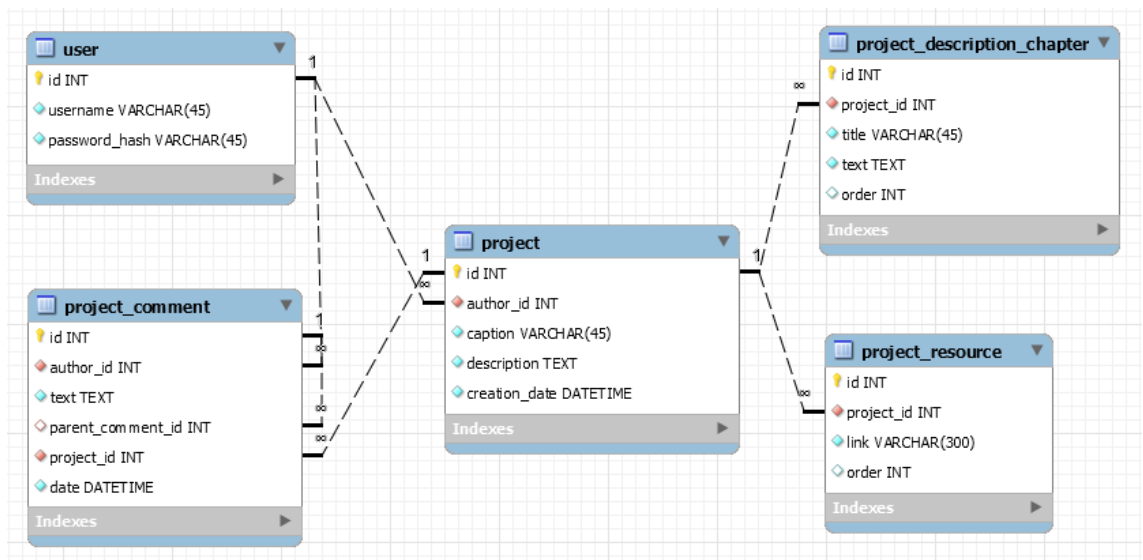 user
id INT
username VARCHAR(45)
password_hash VARCHAR(45)
Indexes
project_comment
id INT
author_id INT
text TEXT
parent_comment_id INT
project_id INT
date DATETIME
Indexes
project
id INT
author_id INT
caption VARCHAR(45)
description TEXT
creation_date DATETIME
Indexes
project_description_chapter
id INT
project_id INT
title VARCHAR(45)
text TEXT
order INT
Indexes
project_resource
id INT
project_id INT
link VARCHAR(300)
order INT
Indexes
1
1
∞
1
∞
∞
∞
1
∞
∞